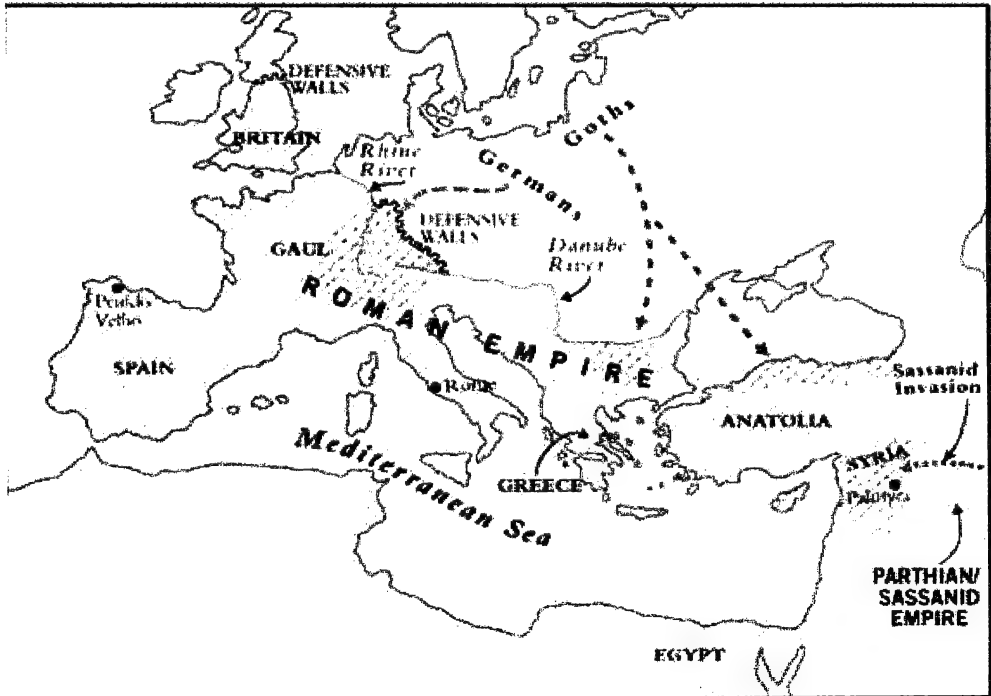 DEFENSIVE
WALLS
BRITAIN
Rhine
River
Goths
Germans
DEFENSIVE
WALLS
GAUL
Danube
River
ROMAN EMPIRE
SPAIN
Rome
Sassanid
Invasion
ANATOLIA
Mediterranean Sea
SYRIA
GREECE
Palmyra
PARTHIAN/
SASSANID
EMPIRE
EGYPT